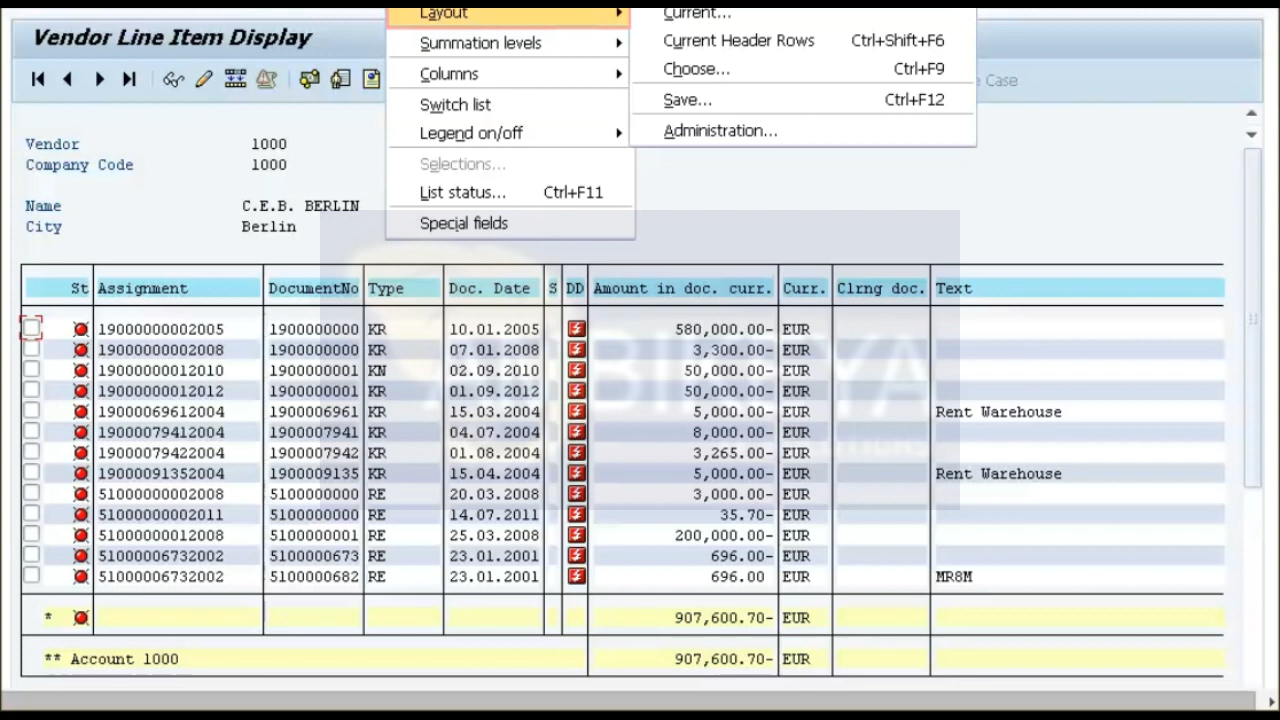 Layout
Current...
Vendor Line Item Display
Summation levels
Current Header Rows Ctrl+Shift+F6
Columns
Choose... Ctrl+F9
Case
Switch list
Save... Ctrl+F12
Legend on/off
Administration...
Selections...
List status... Ctrl+F11
Special fields
Vendor 1000
Company Code 1000
Name C.E.B. BERLIN
City Berlin
St Assignment DocumentNo Type Doc. Date S DD Amount in doc. curr. Curr. Clrng doc. Text
19000000002005 1900000000 KR 10.01.2005 580,000.00- EUR
19000000002008 1900000000 KR 07.01.2008 3,300.00- EUR
19000000012010 1900000001 KN 02.09.2010 50,000.00- EUR
19000000012012 1900000001 KR 01.09.2012 50,000.00- EUR
19000069612004 1900006961 KR 15.03.2004 5,000.00- EUR Rent Warehouse
19000079412004 1900007941 KR 04.07.2004 8,000.00- EUR
19000079422004 1900007942 KR 01.08.2004 3,265.00- EUR
19000091352004 1900009135 KR 15.04.2004 5,000.00- EUR Rent Warehouse
51000000002008 5100000000 RE 20.03.2008 3,000.00- EUR
51000000002011 5100000000 RE 14.07.2011 35.70- EUR
51000000012008 5100000001 RE 25.03.2008 200,000.00- EUR
51000006732002 5100000673 RE 23.01.2001 696.00- EUR
51000006732002 5100000682 RE 23.01.2001 696.00 EUR MR8M
* 907,600.70- EUR
** Account 1000 907,600.70- EUR